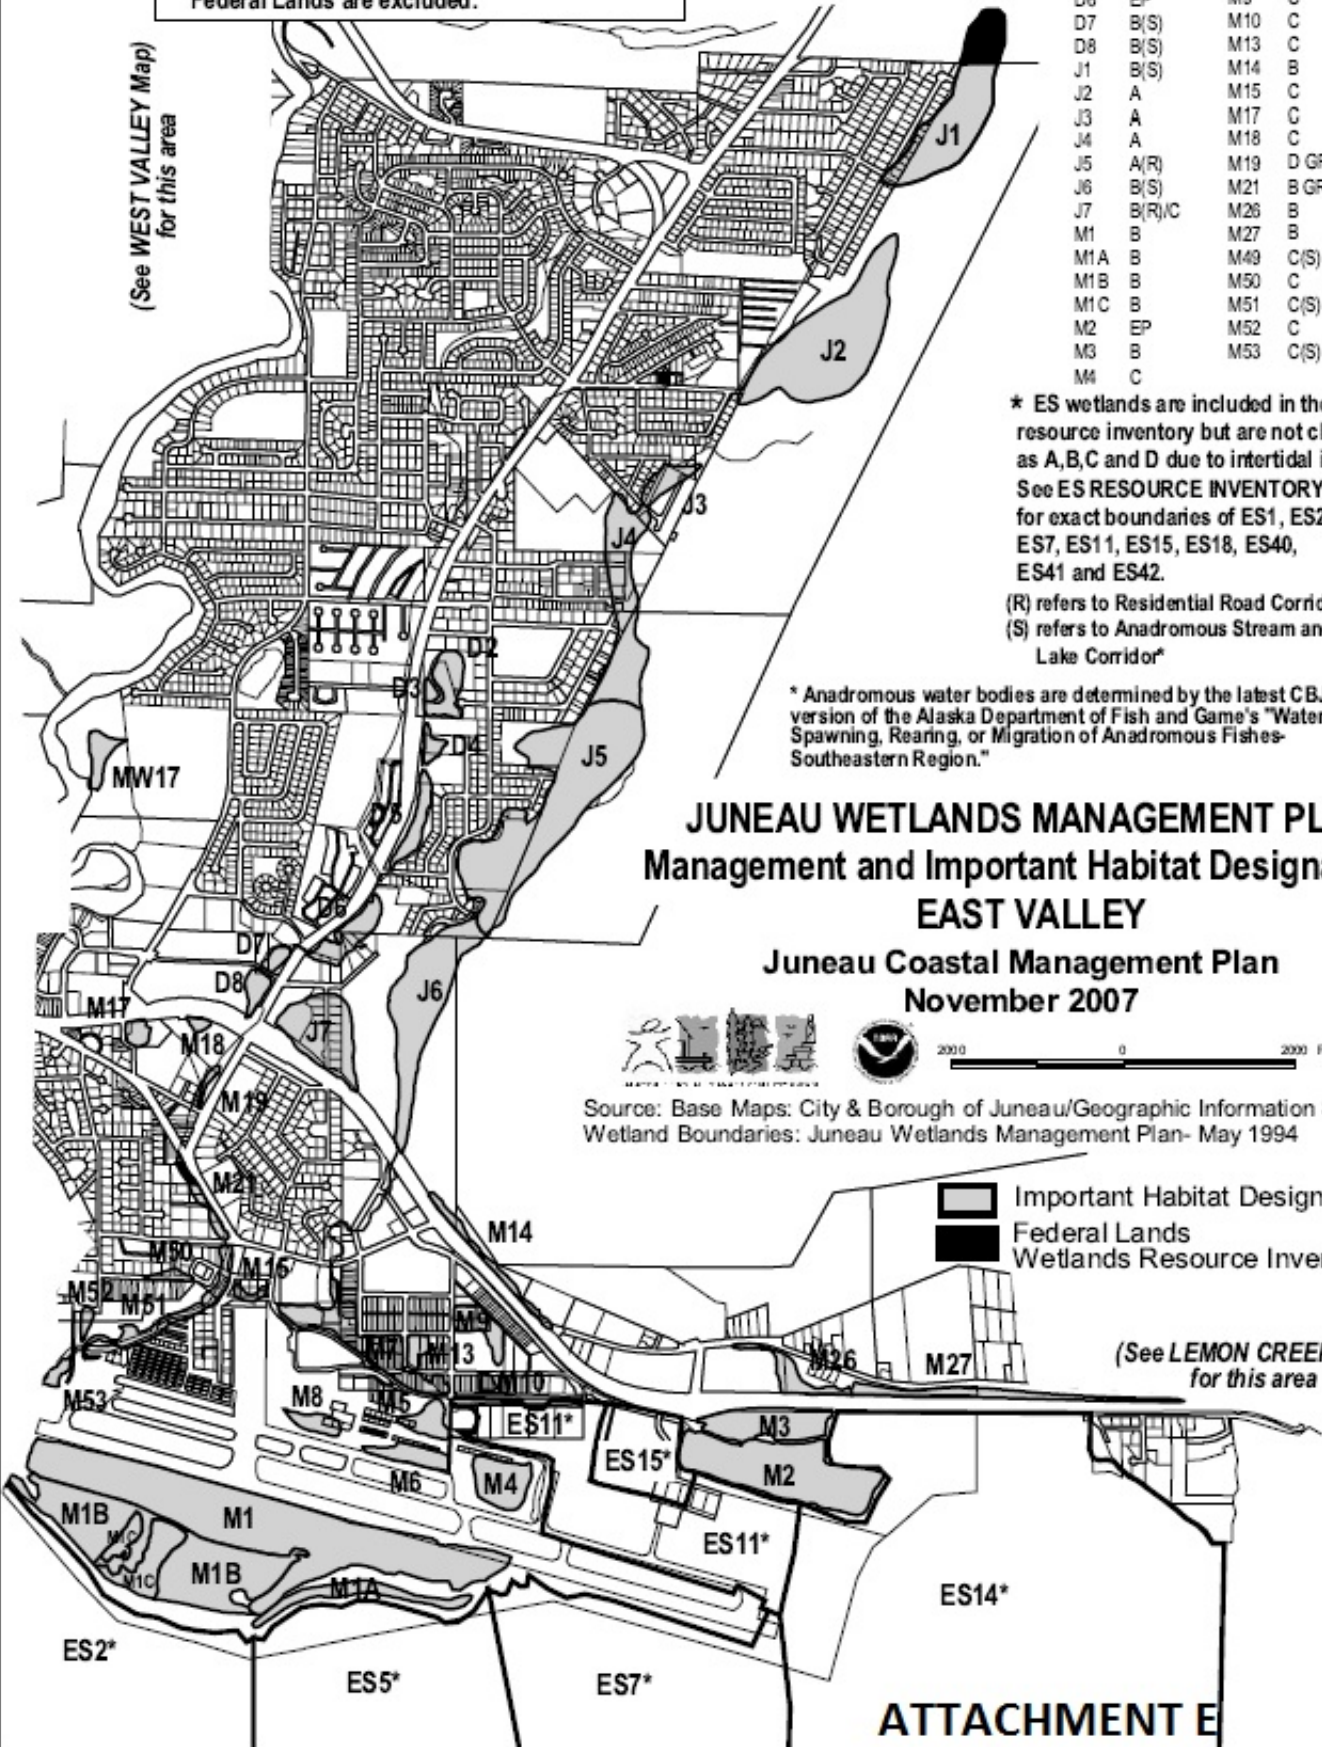 Federal Lands are excluded.
(See WEST VALLEY Map)
for this area
D6 EP M9 C
D7 B(S) M10 C
D8 B(S) M13 C
J1 B(S) M14 B
J2 A M15 C
J3 A M17 C
J4 A M18 C
J5 A(R) M19 D
J6 B(S) M21 B
J7 B(R)/C M26 B
M1 B M27 B
M1A B M49 C(S)
M1B B M50 C
M1C B M51 C(S)
M2 EP M52 C
M3 B M53 C(S)
M4 C
* ES wetlands are included in the
resource inventory but are not
as A,B,C and D due to intertidal
See ES RESOURCE INVENTORY
for exact boundaries of ES1,
ES7, ES11, ES15, ES18, ES40,
ES41 and ES42.
(R) refers to Residential Road
(S) refers to Anadromous Stream
Lake Corridor*
* Anadromous water bodies are determined by the latest
version of the Alaska Department of Fish and Game's "Water
Spawning, Rearing, or Migration of Anadromous Fishes-
Southeastern Region."
JUNEAU WETLANDS MANAGEMENT
Management and Important Habitat
EAST VALLEY
Juneau Coastal Management Plan
November 2007
2000 0 2000
Source: Base Maps: City & Borough of Juneau/Geographic Information
Wetland Boundaries: Juneau Wetlands Management Plan- May 1994
Important Habitat
Federal Lands
Wetlands Resource
(See LEMON
for this area
J1
J2
J3
J4
D2
D3
D4
J5
MW17
D5
D6
D7
D8
J6
M17
J7
M18
M19
M21
M14
M50
M15
M52
M51
M9
M7
M13
M26
M27
M10
M53
M8
M5
ES11*
M3
ES15*
M6
M4
M2
M1B
M1
M1C
ES11*
M1C
M1B
M1A
ES14*
ES2*
ES5*
ES7*
ATTACHMENT E